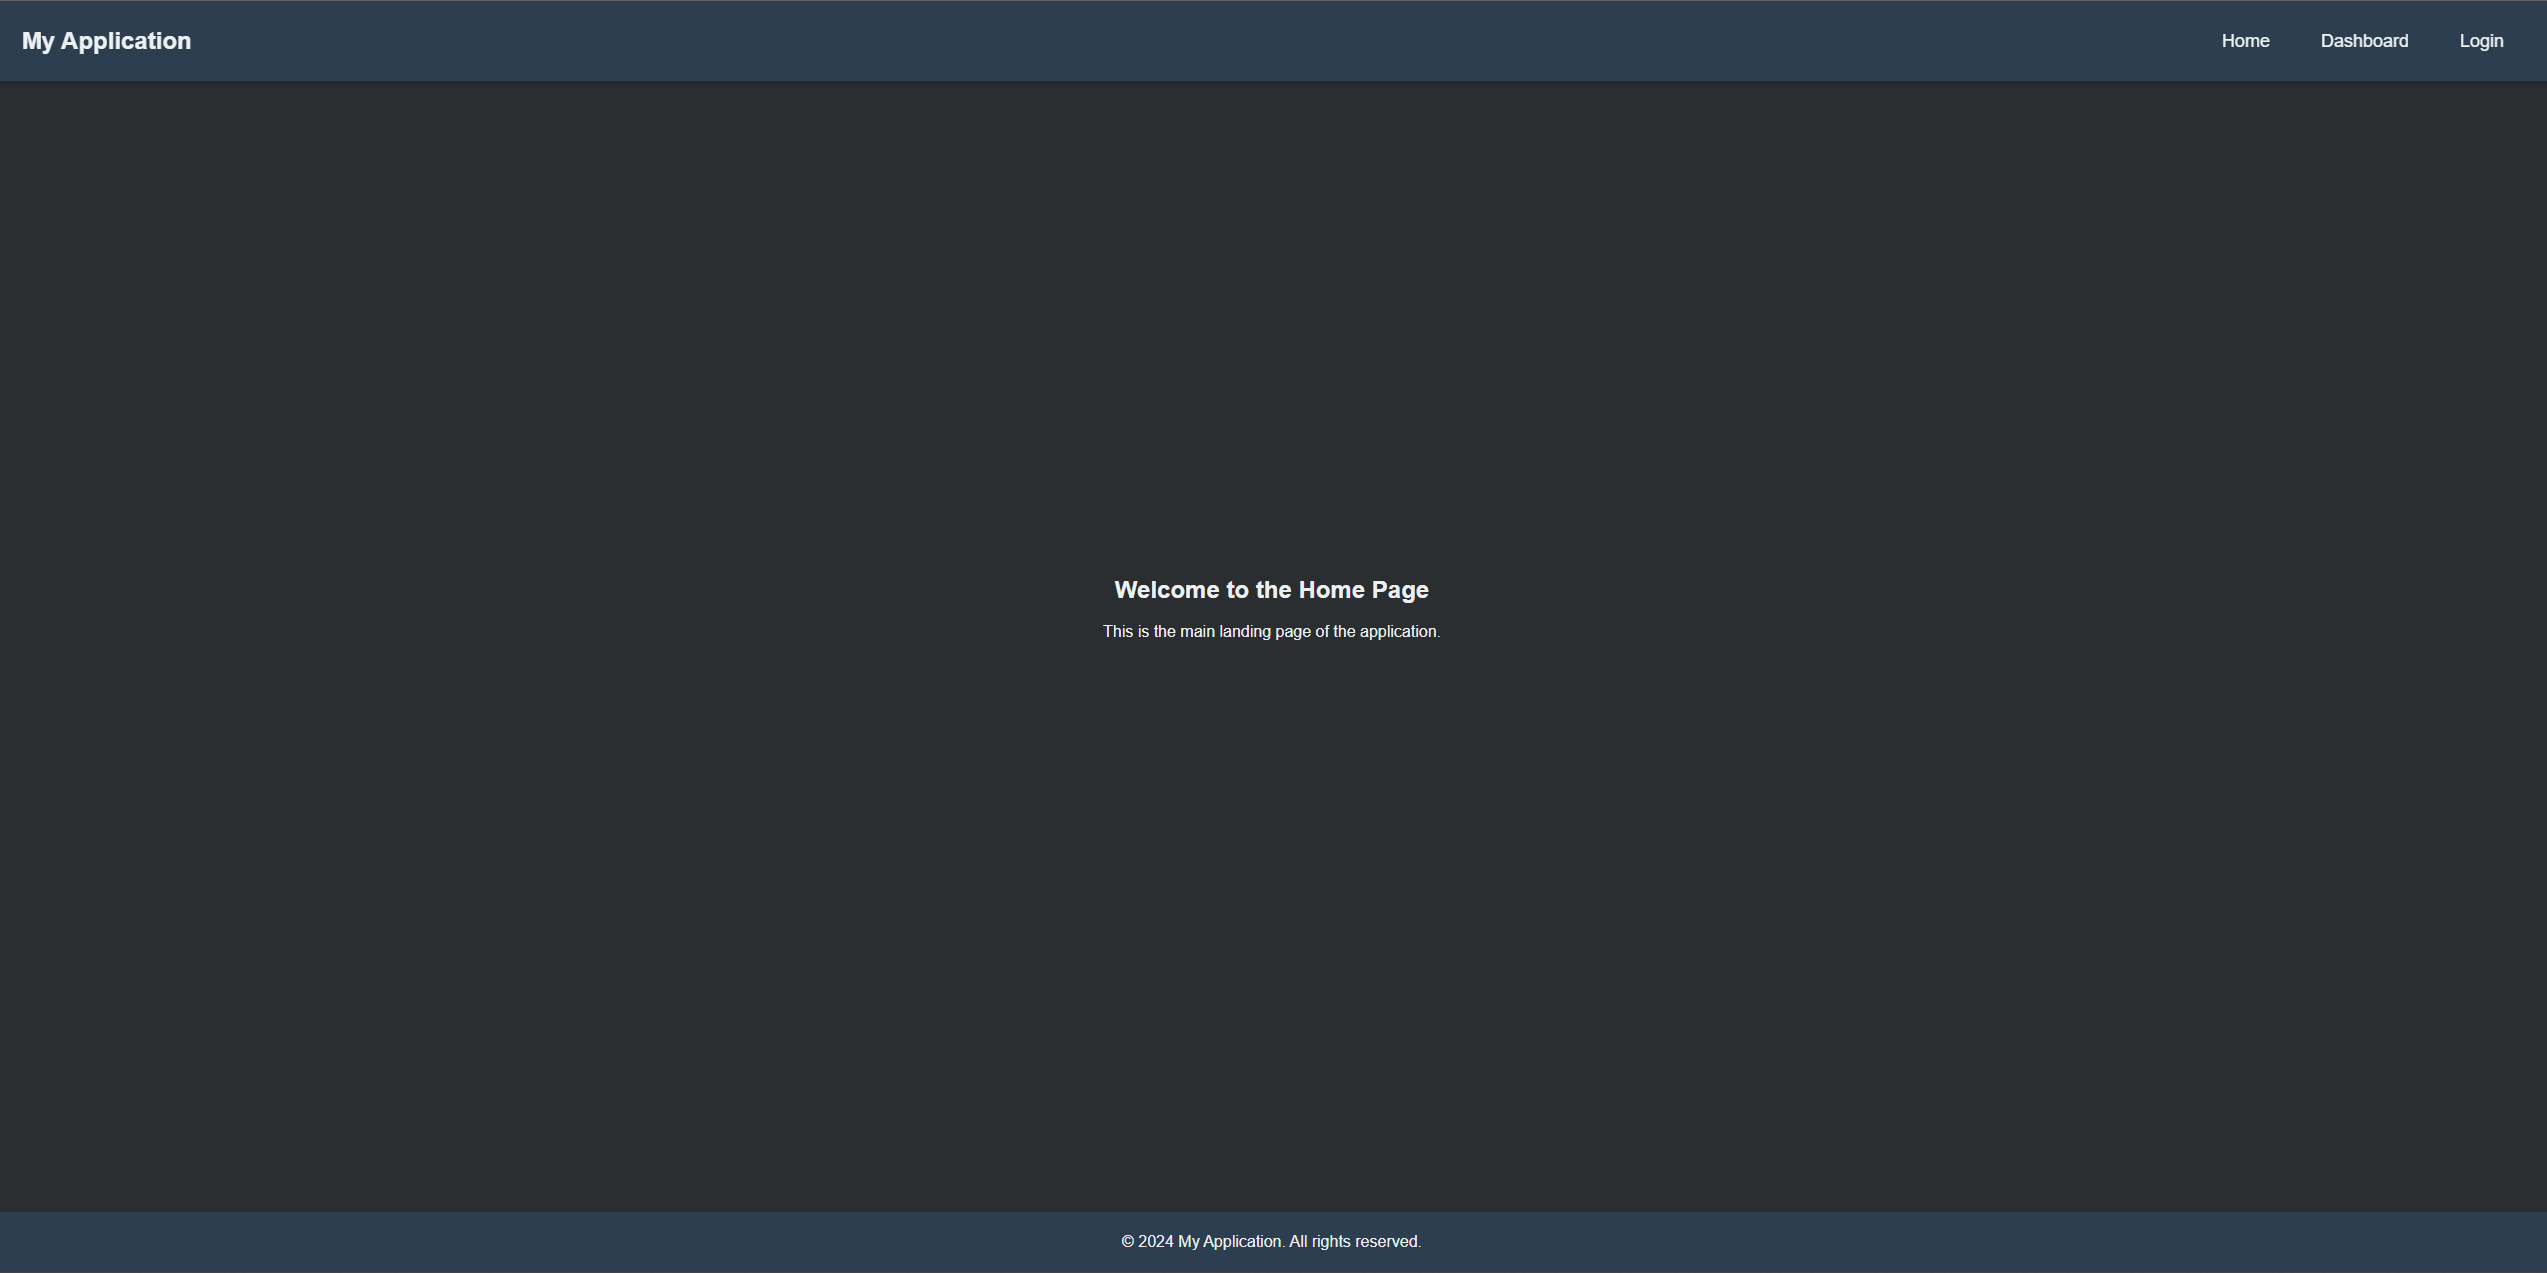 My Application
Home Dashboard Login
Welcome to the Home Page
This is the main landing page of the application.
© 2024 My Application. All rights reserved.